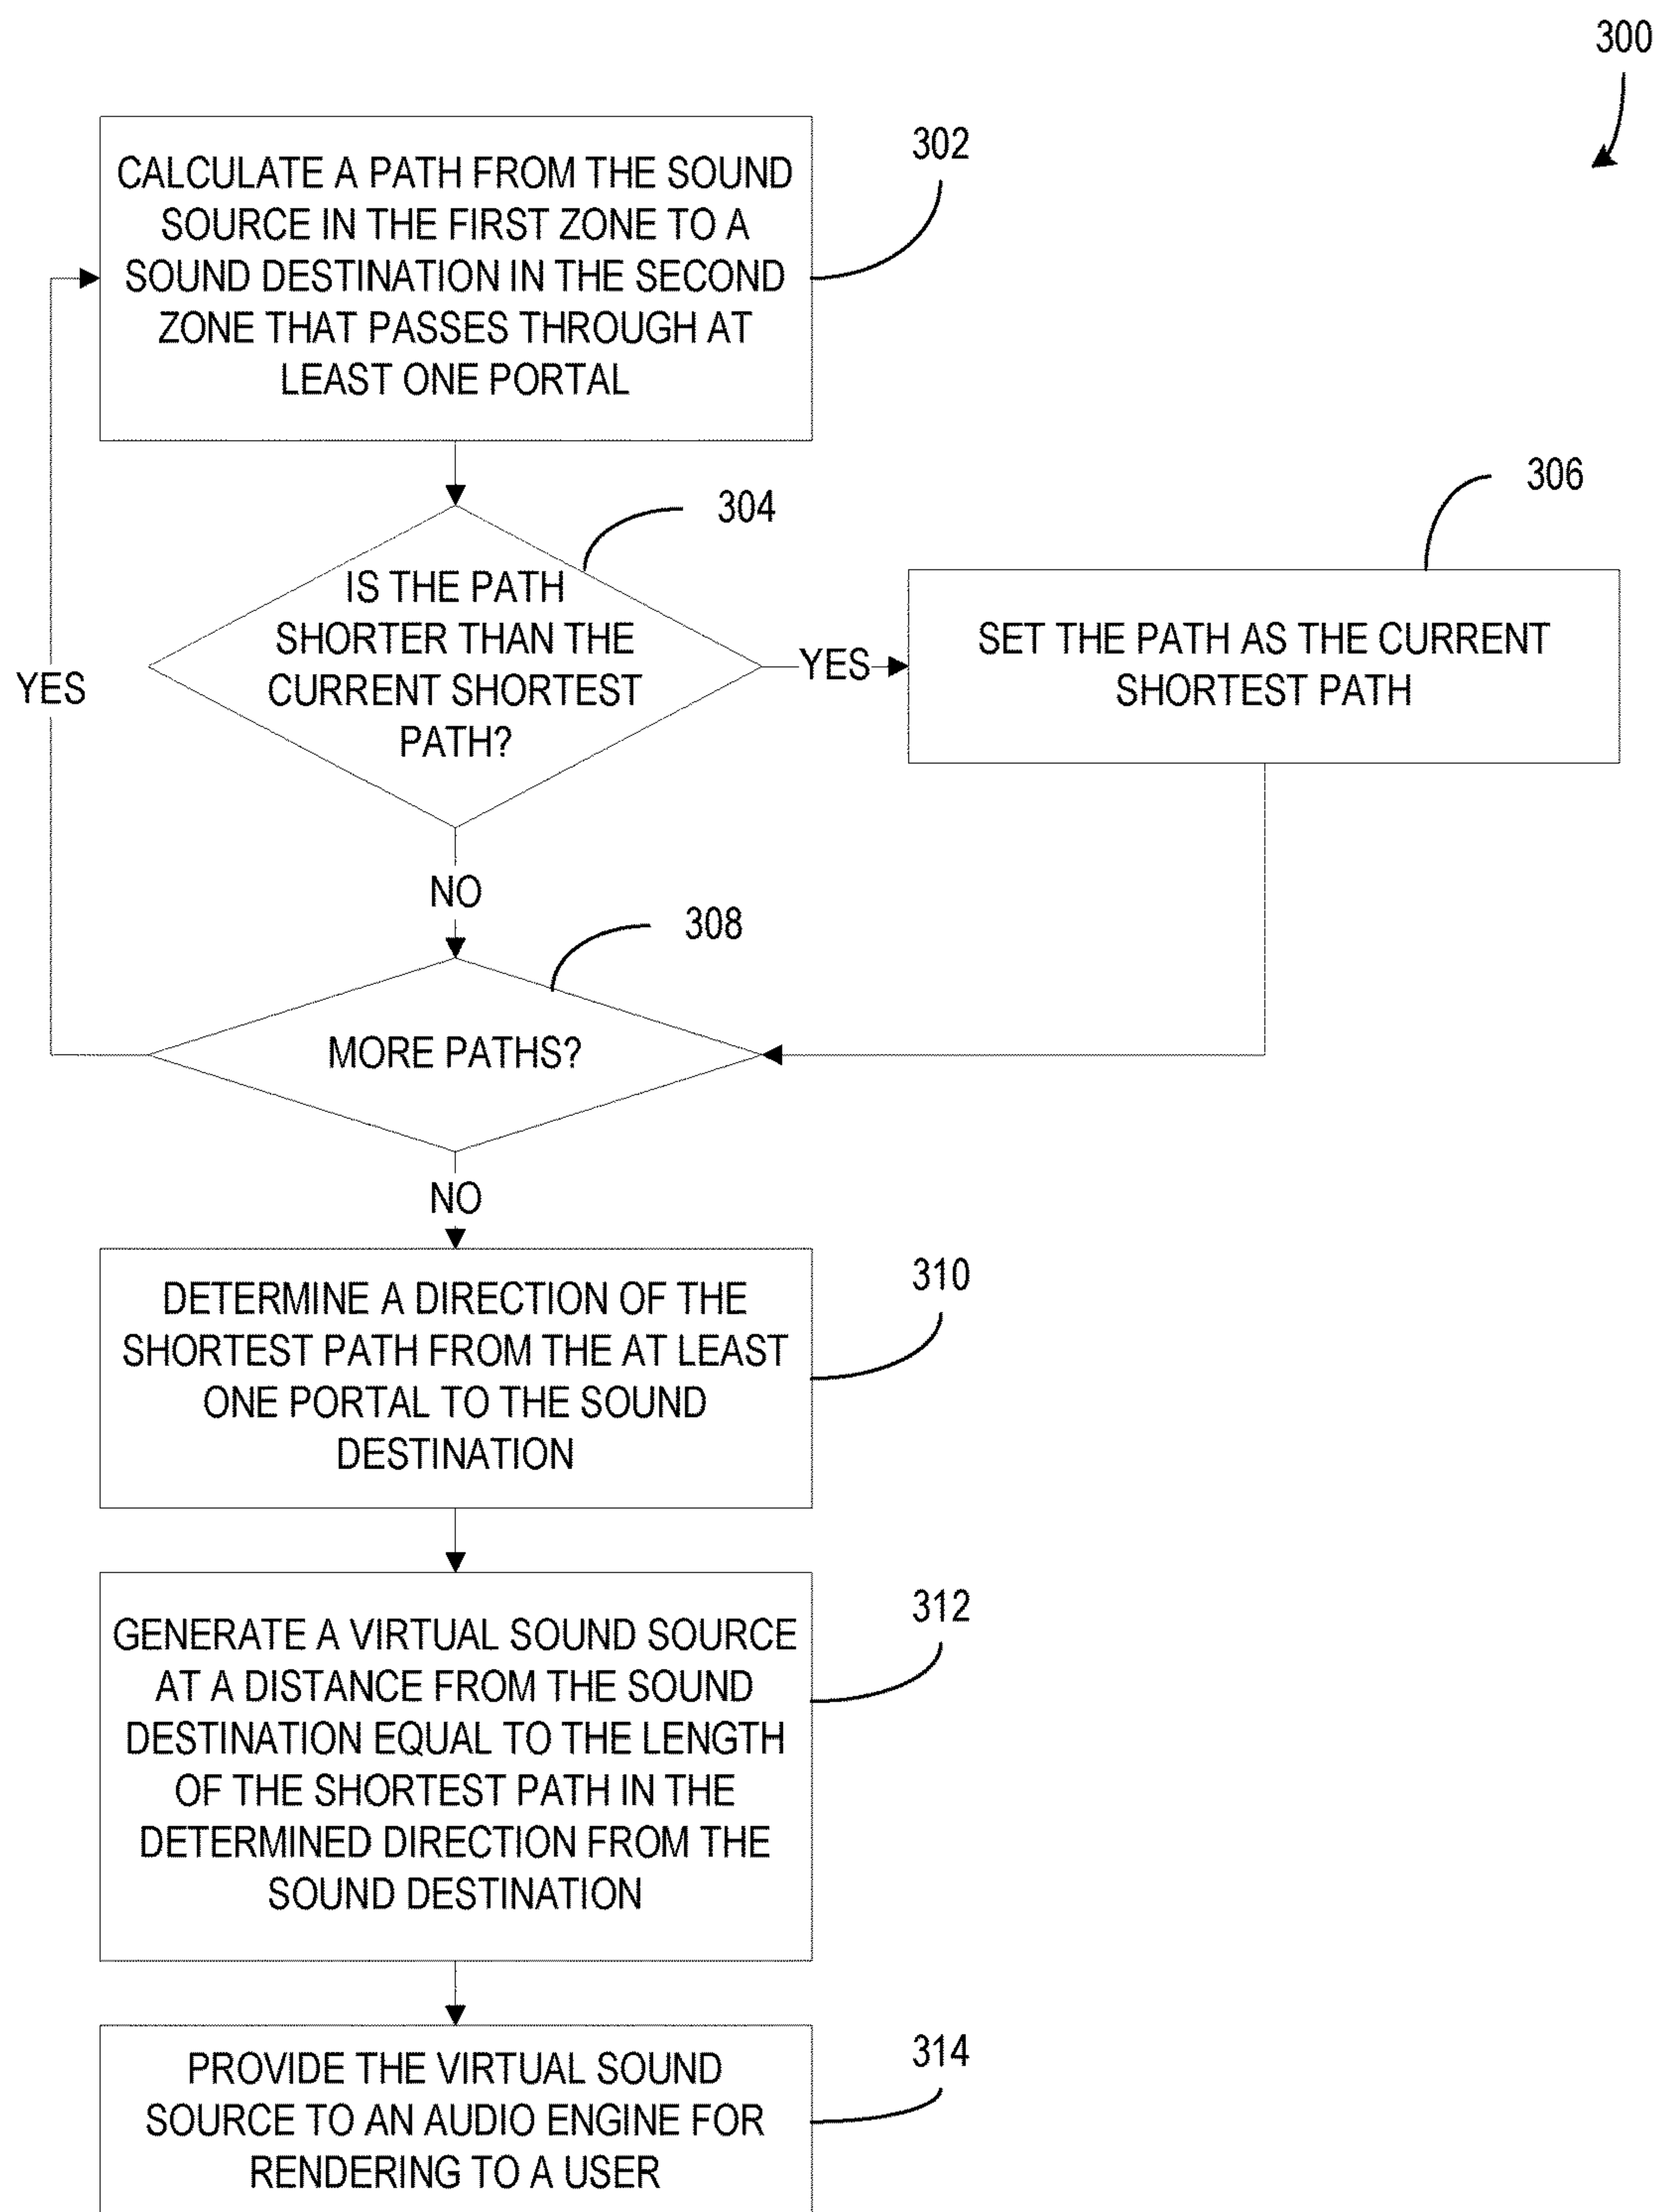 300
302
CALCULATE A PATH FROM THE SOUND
SOURCE IN THE FIRST ZONE TO A
SOUND DESTINATION IN THE SECOND
ZONE THAT PASSES THROUGH AT
LEAST ONE PORTAL
304
IS THE PATH
SHORTER THAN THE
CURRENT SHORTEST
PATH?
YES
306
SET THE PATH AS THE CURRENT
SHORTEST PATH
YES
NO
308
MORE PATHS?
NO
310
DETERMINE A DIRECTION OF THE
SHORTEST PATH FROM THE AT LEAST
ONE PORTAL TO THE SOUND
DESTINATION
312
GENERATE A VIRTUAL SOUND SOURCE
AT A DISTANCE FROM THE SOUND
DESTINATION EQUAL TO THE LENGTH
OF THE SHORTEST PATH IN THE
DETERMINED DIRECTION FROM THE
SOUND DESTINATION
314
PROVIDE THE VIRTUAL SOUND
SOURCE TO AN AUDIO ENGINE FOR
RENDERING TO A USER